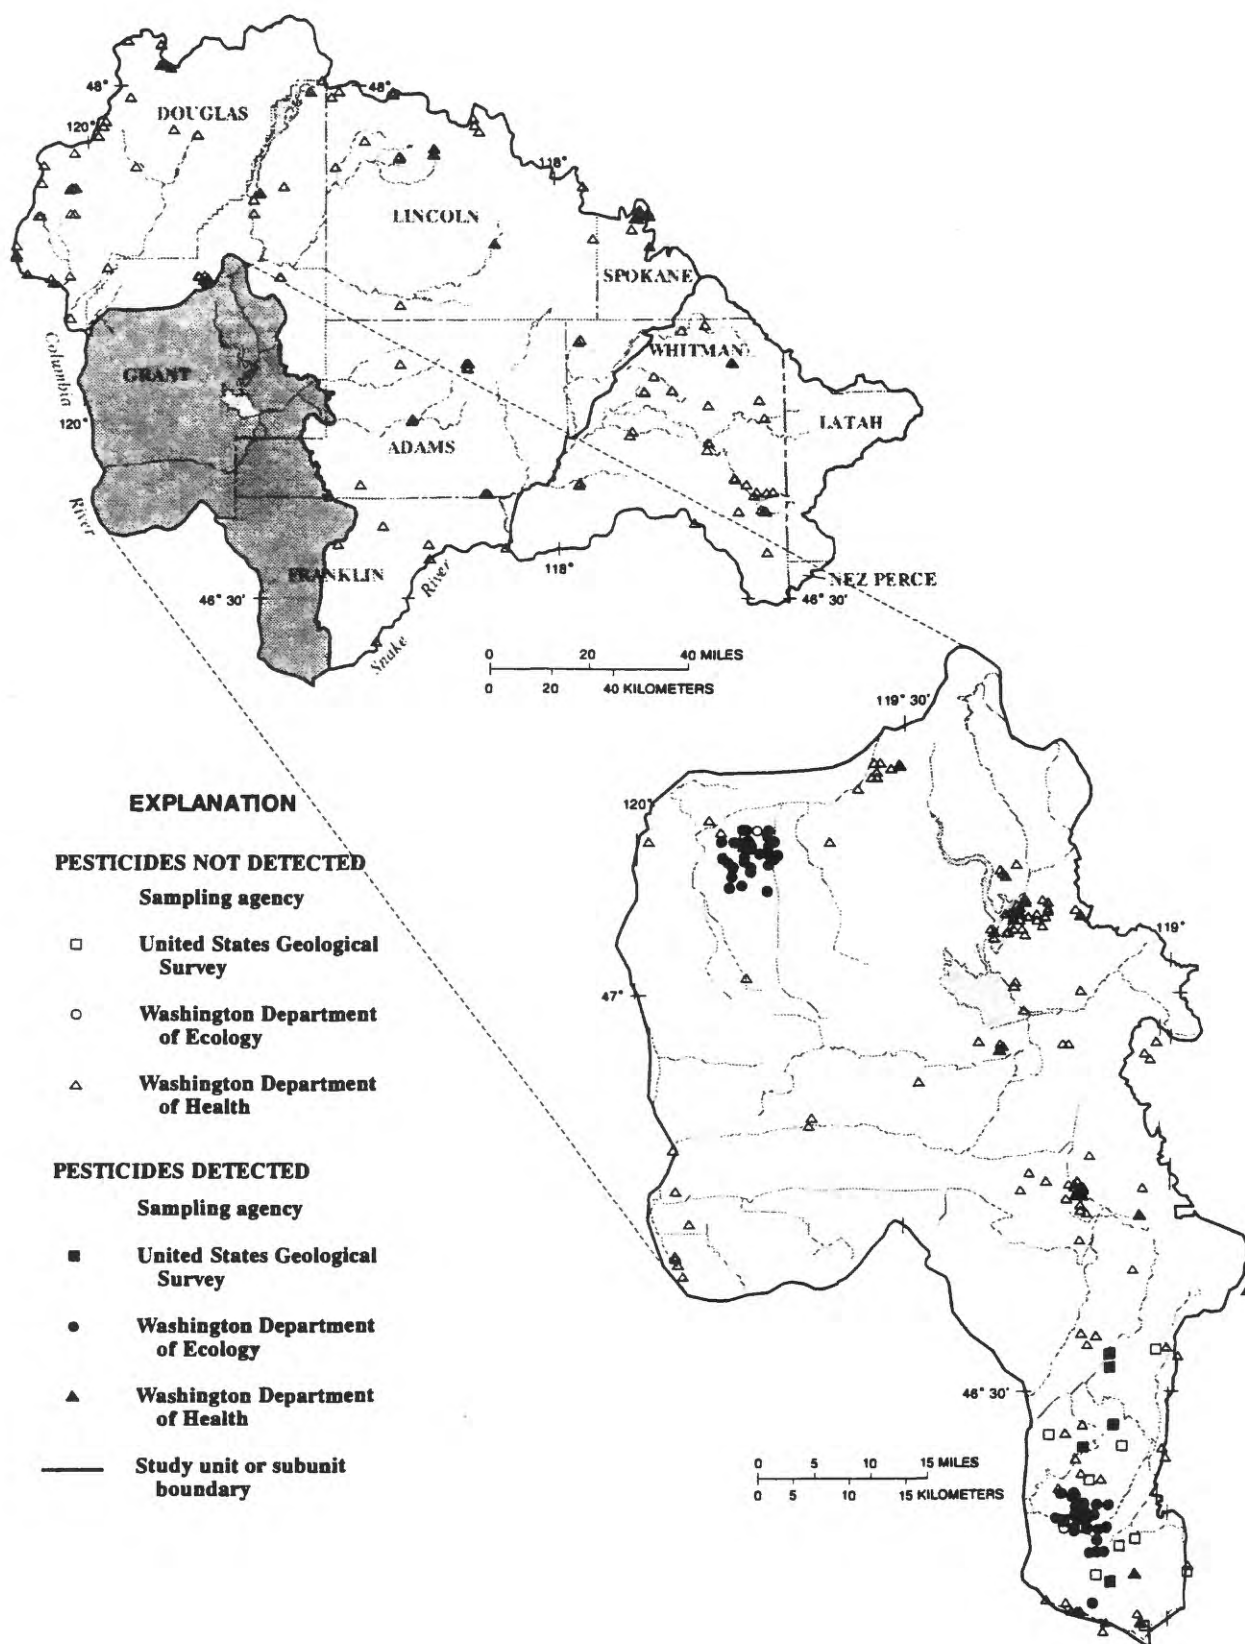 48°
48°
DOUGLAS
120°
118°
LINCOLN
SPOKANE
Columbia
GRANT
WHITMAN
120°
ADAMS
LATAH
River
118°
FRANKLIN
River
NEZ PERCE
46° 30'
46° 30'
Snake
0 20 40 MILES
0 20 40 KILOMETERS
119° 30'
EXPLANATION
120°
PESTICIDES NOT DETECTED
Sampling agency
119°
United States Geological
Survey
47°
Washington Department
of Ecology
Washington Department
of Health
PESTICIDES DETECTED
Sampling agency
United States Geological
Survey
Washington Department
of Ecology
Washington Department
of Health
46° 30'
Study unit or subunit
boundary
0 5 10 15 MILES
0 5 10 15 KILOMETERS